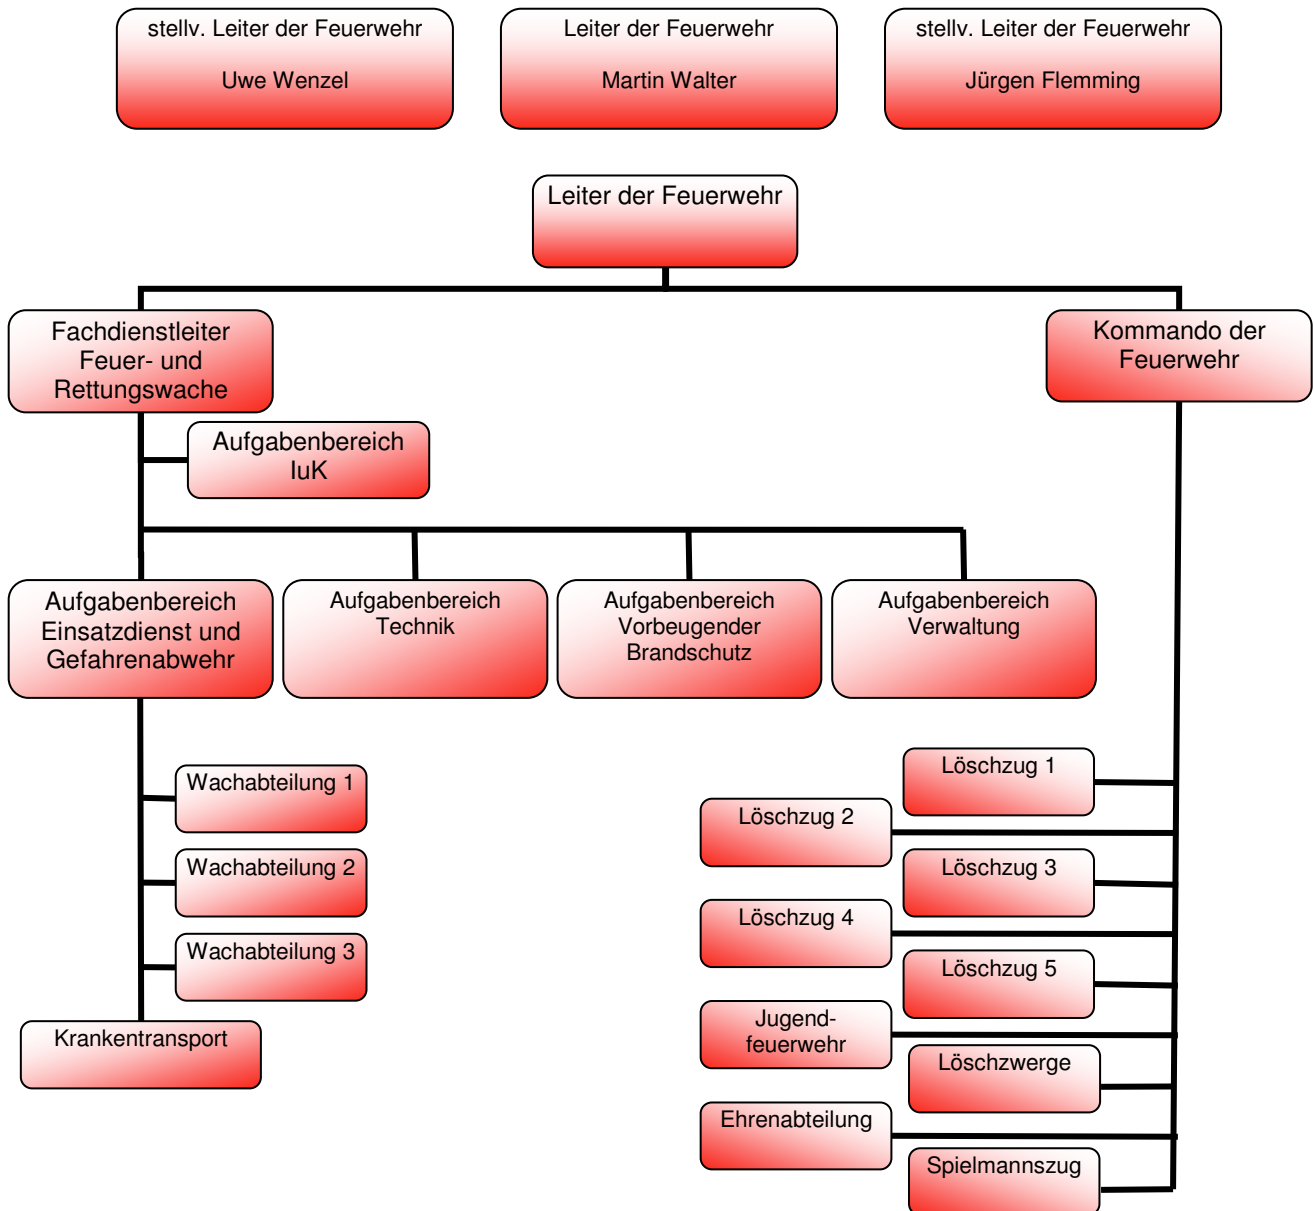 stellv. Leiter der Feuerwehr
Uwe Wenzel
Leiter der Feuerwehr
Martin Walter
stellv. Leiter der Feuerwehr
Jürgen Flemming
Leiter der Feuerwehr
Fachdienstleiter
Feuer- und
Rettungswache
Kommando der
Feuerwehr
Aufgabenbereich
IuK
Aufgabenbereich
Einsatzdienst und
Gefahrenabwehr
Aufgabenbereich
Technik
Aufgabenbereich
Vorbeugender
Brandschutz
Aufgabenbereich
Verwaltung
Wachabteilung 1
Wachabteilung 2
Wachabteilung 3
Krankentransport
Löschzug 1
Löschzug 2
Löschzug 3
Löschzug 4
Löschzug 5
Jugend-
feuerwehr
Löschzwerge
Ehrenabteilung
Spielmannszug